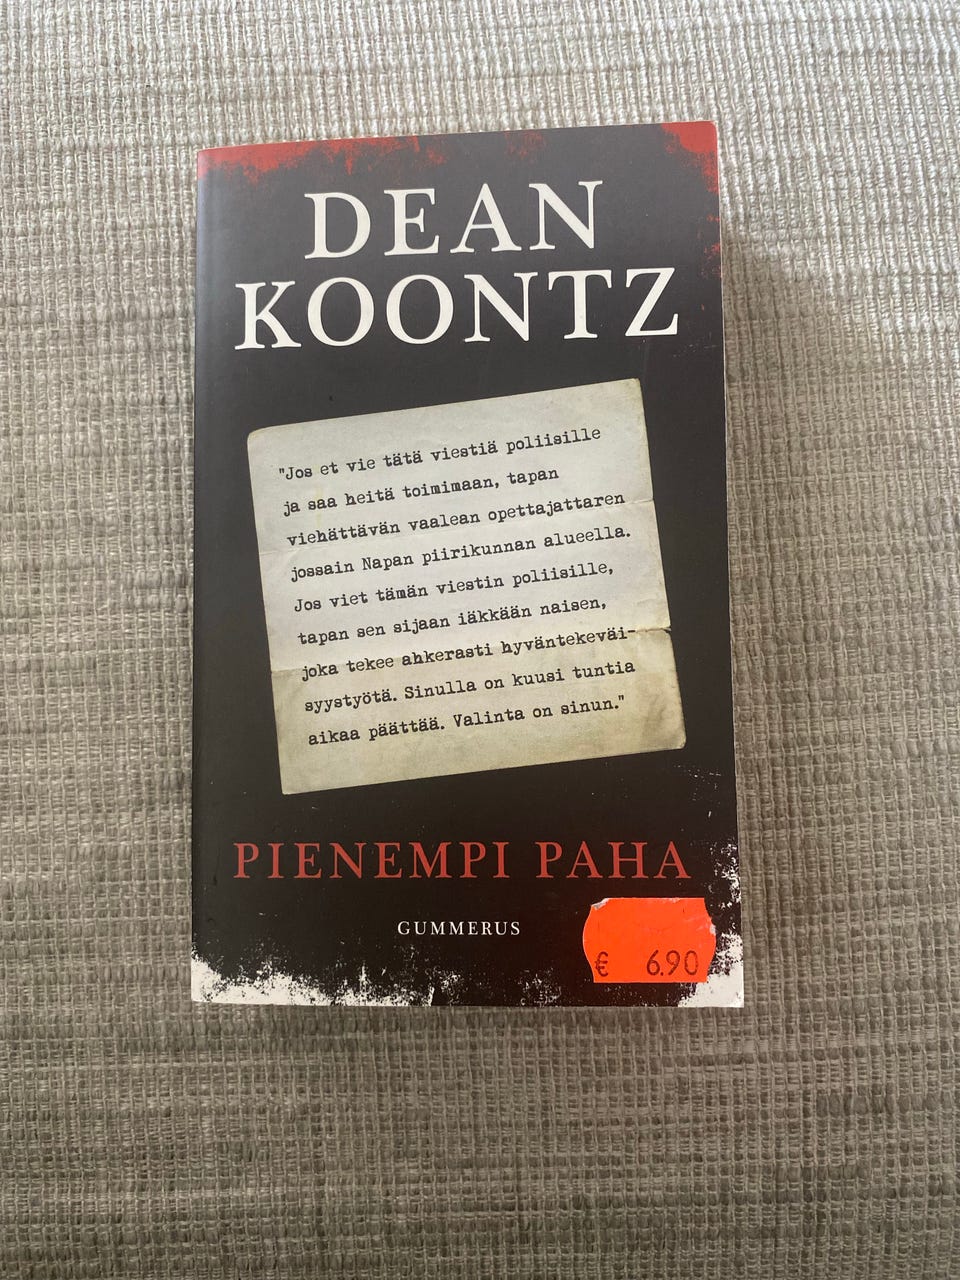 DEAN
KOONTZ
"Jos et vie tätä viestiä poliisille
ja saa heitä toimimaan, tapan
viehättävän vaalean opettajattaren
jossain Napan piirikunnan alueella.
Jos viet tämän viestin poliisille,
tapan sen sijaan iäkkään naisen,
joka tekee ahkerasti hyväntekeväi-
syystyötä. Sinulla on kuusi tuntia
aikaa päättää. Valinta on sinun."
PIENEMPI PAHA
GUMMERUS
€ 6.90